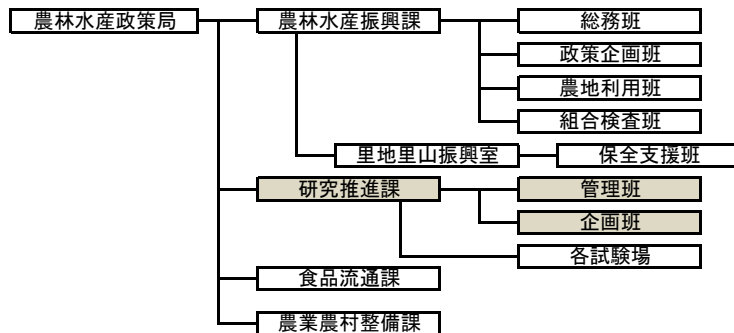 農林水産政策局
農林水産振興課
総務班
政策企画班
農地利用班
組合検査班
里地里山振興室
保全支援班
研究推進課
管理班
企画班
各試験場
食品流通課
農業農村整備課